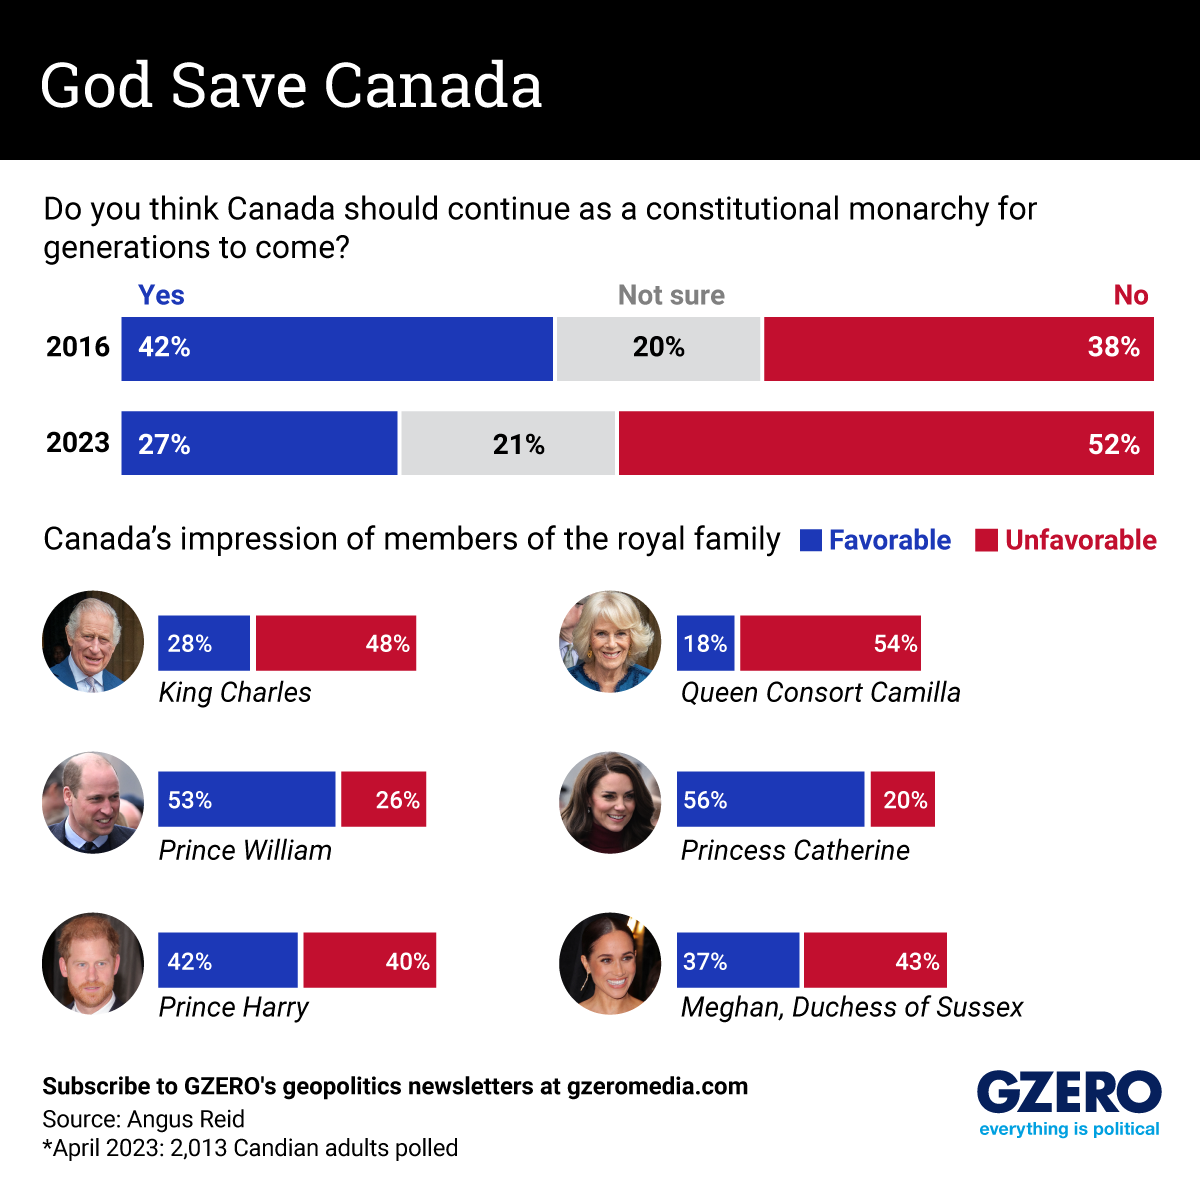 God Save Canada
Do you think Canada should continue as a constitutional monarchy for
generations to come?
Yes Not sure No
2016 42% 20% 38%
2023 27% 21% 52%
Canada’s impression of members of the royal family Favorable Unfavorable
28% 48%
King Charles
18% 54%
Queen Consort Camilla
53% 26%
Prince William
56% 20%
Princess Catherine
42% 40%
Prince Harry
37% 43%
Meghan, Duchess of Sussex
Subscribe to GZERO's geopolitics newsletters at gzeromedia.com
Source: Angus Reid
*April 2023: 2,013 Candian adults polled
GZERO
everything is political